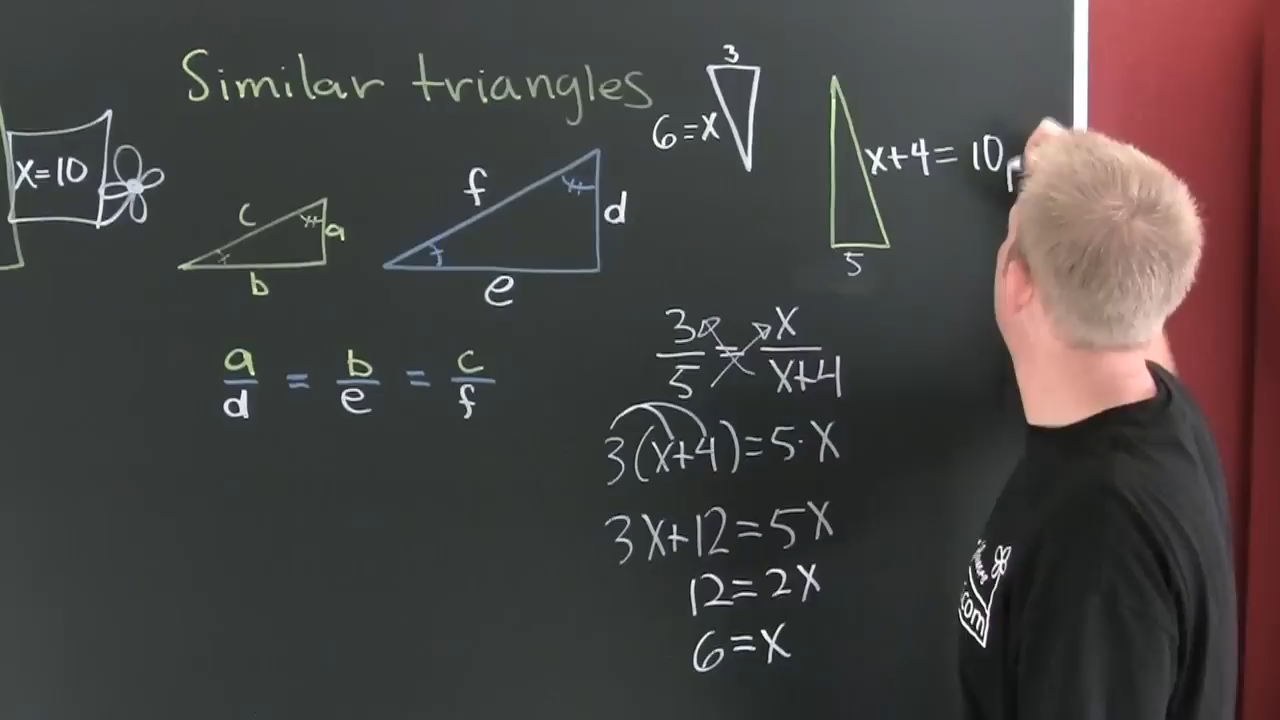 Similar triangles
x=10
c
a
b
f
d
e
a/d = b/e = c/f
3
6=x
x+4=10
5
3/5 = x/x+4
3(x+4)=5·x
3x+12=5x
12=2x
6=x
com